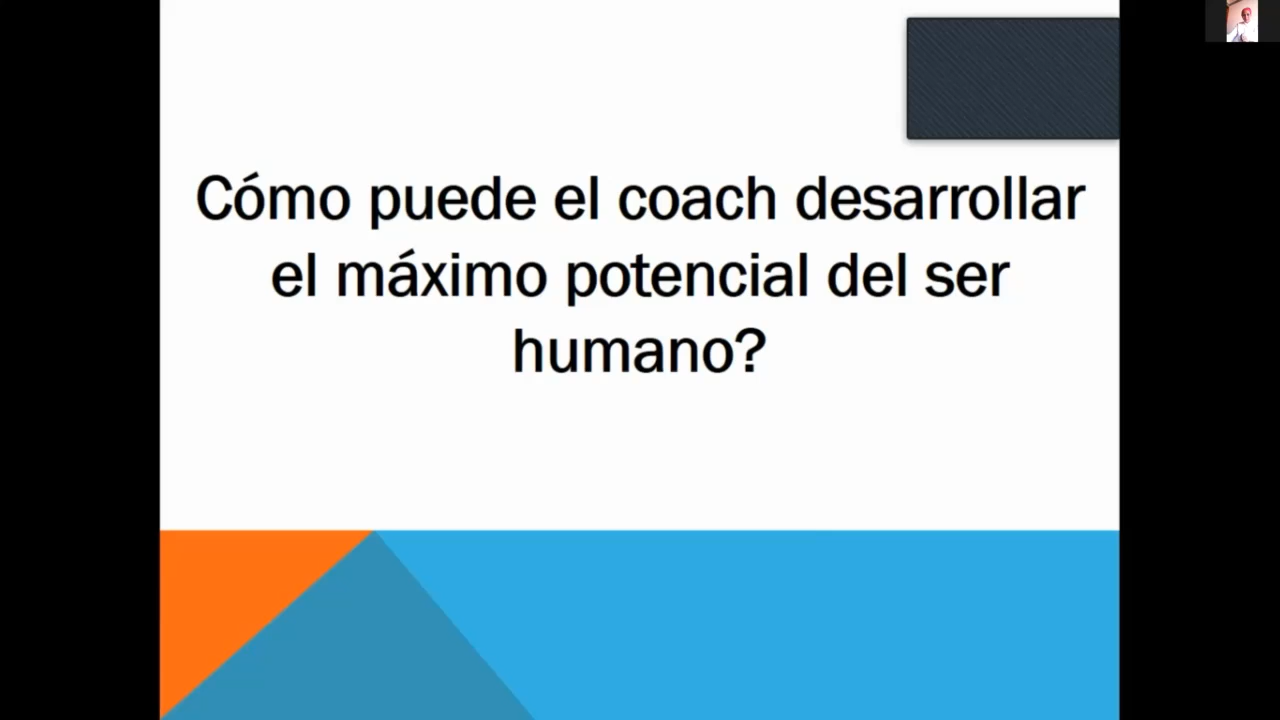 Cómo puede el coach desarrollar
el máximo potencial del ser
humano?